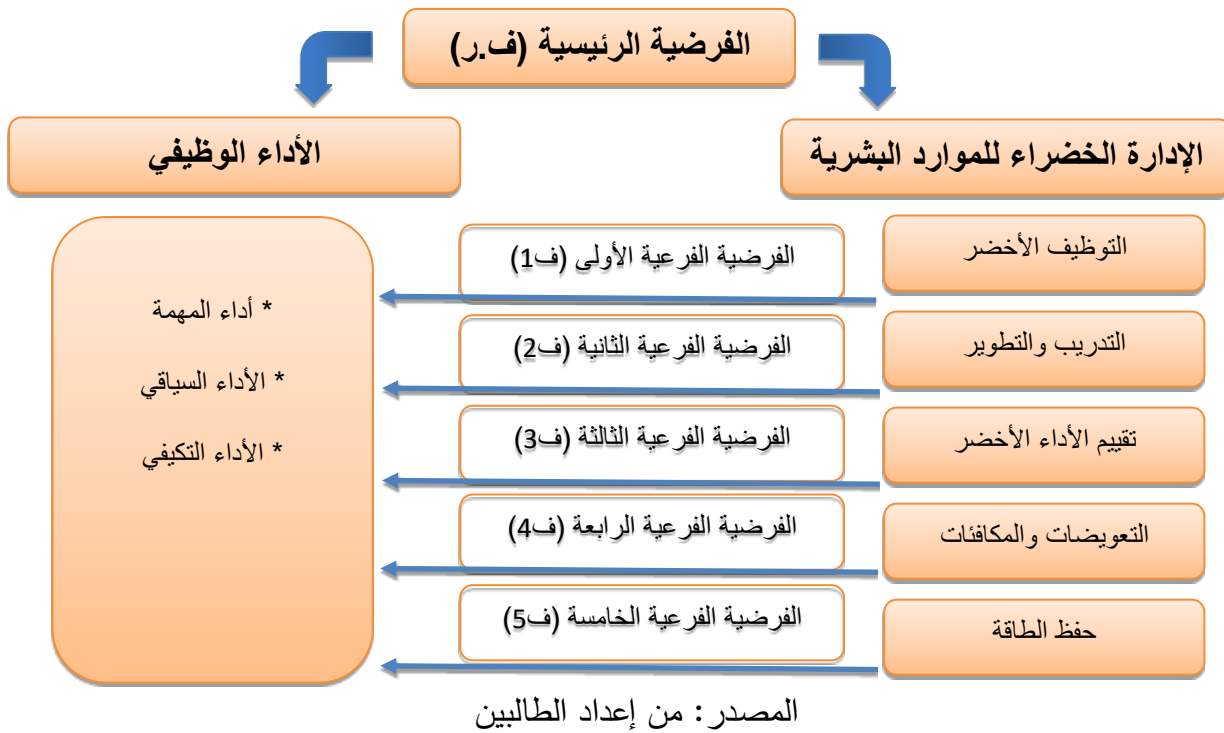 الفرضية الرئيسية (ف.ر)
الإدارة الخضراء للموارد البشرية
الأداء الوظيفي
التوظيف الأخضر
الفرضية الفرعية الأولى (ف1)
التدريب والتطوير
الفرضية الفرعية الثانية (ف2)
تقييم الأداء الأخضر
الفرضية الفرعية الثالثة (ف3)
التعويضات والمكافئات
الفرضية الفرعية الرابعة (ف4)
حفظ الطاقة
الفرضية الفرعية الخامسة (ف5)
* أداء المهمة
* الأداء السياقي
* الأداء التكيفي
المصدر : من إعداد الطالبين